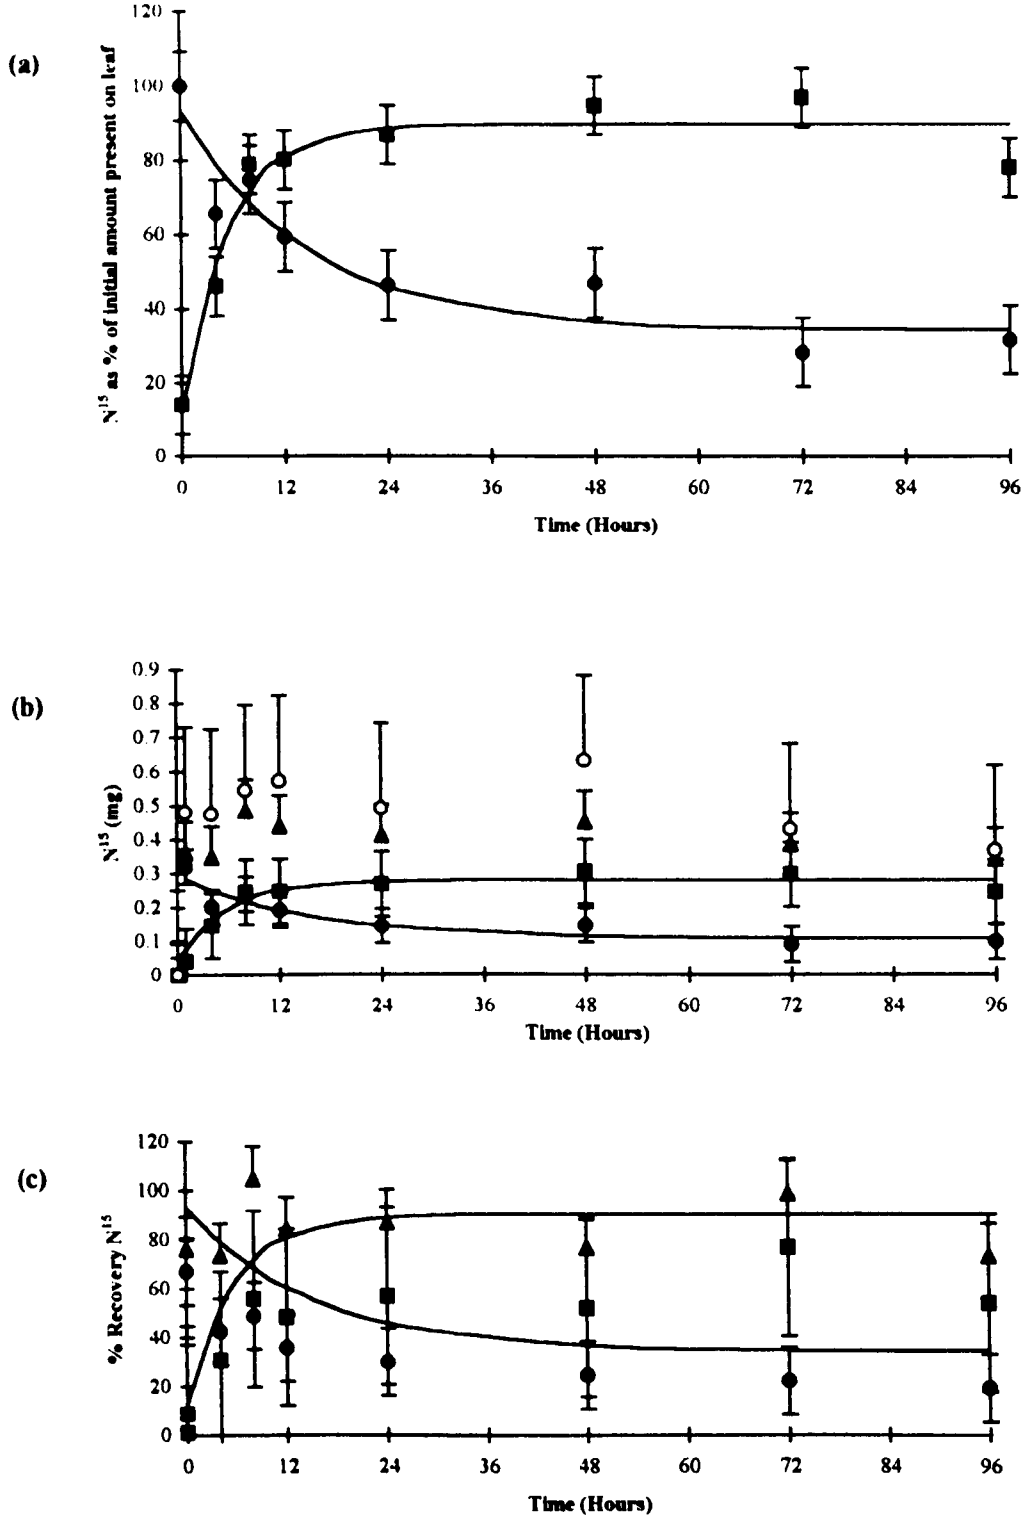 (a)
N15 as % of initial amount present on leaf
120
100
80
60
40
20
0
0 12 24 36 48 60 72 84 96
Time (Hours)
(b)
N15 (mg)
0.9
0.8
0.7
0.6
0.5
0.4
0.3
0.2
0.1
0
0 12 24 36 48 60 72 84 96
Time (Hours)
(c)
% Recovery N15
120
100
80
60
40
20
0
0 12 24 36 48 60 72 84 96
Time (Hours)